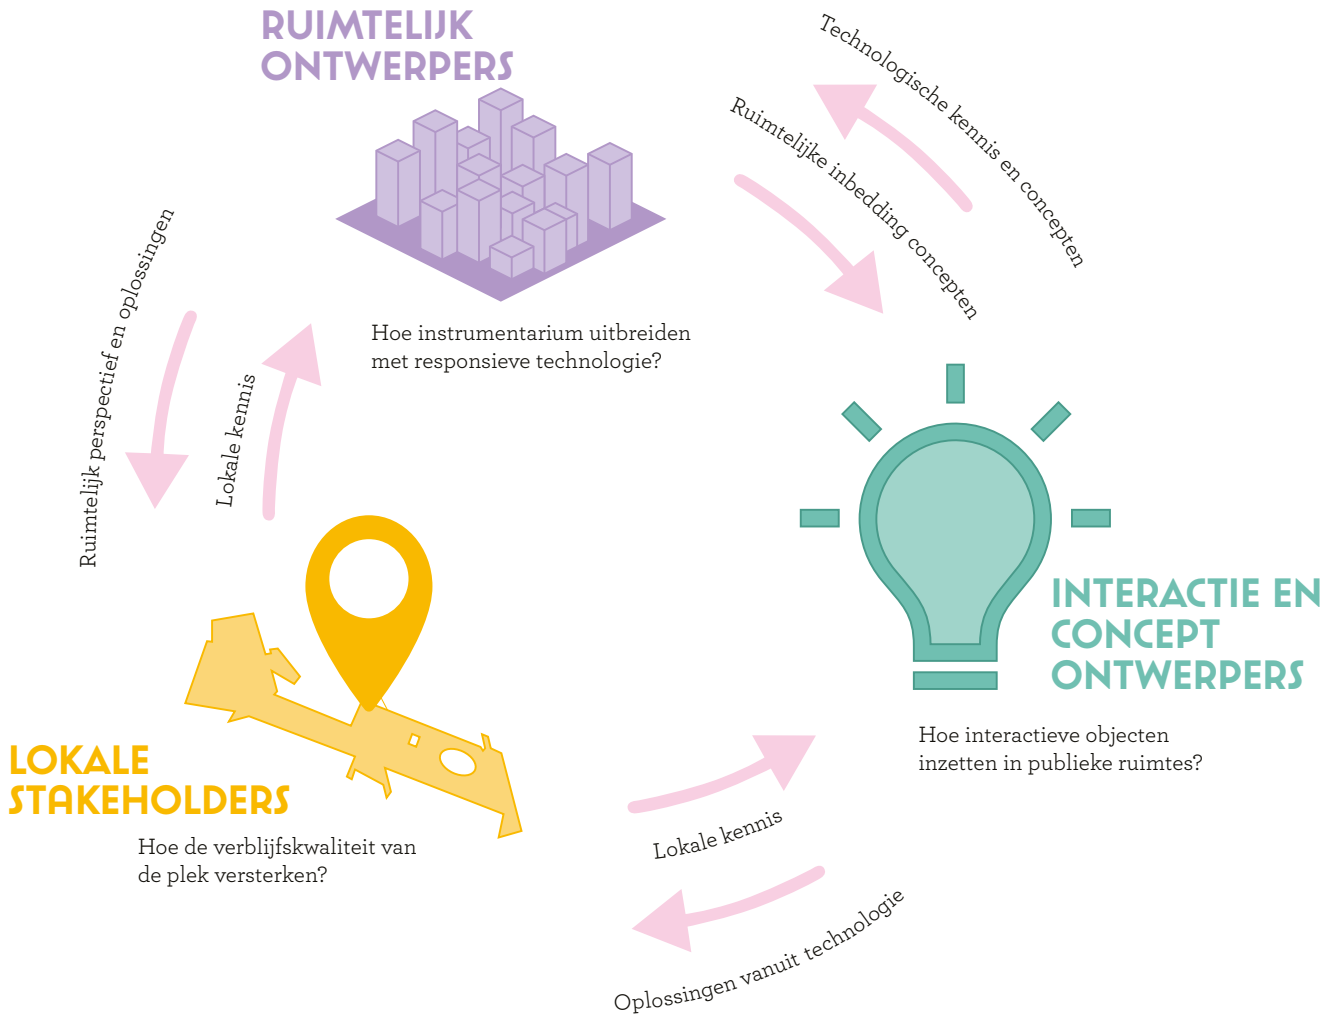 RUIMTELIJK
ONTWERPERS
Technologische kennis en concepten
Ruimtelijke inbedding concepten
Ruimtelijk perspectief en oplossingen
Lokale kennis
Hoe instrumentarium uitbreiden
met responsieve technologie?
INTERACTIE EN
CONCEPT
ONTWERPERS
Hoe interactieve objecten
inzetten in publieke ruimtes?
LOKALE
STAKEHOLDERS
Hoe de verblijfskwaliteit van
de plek versterken?
Lokale kennis
Oplossingen vanuit technologie